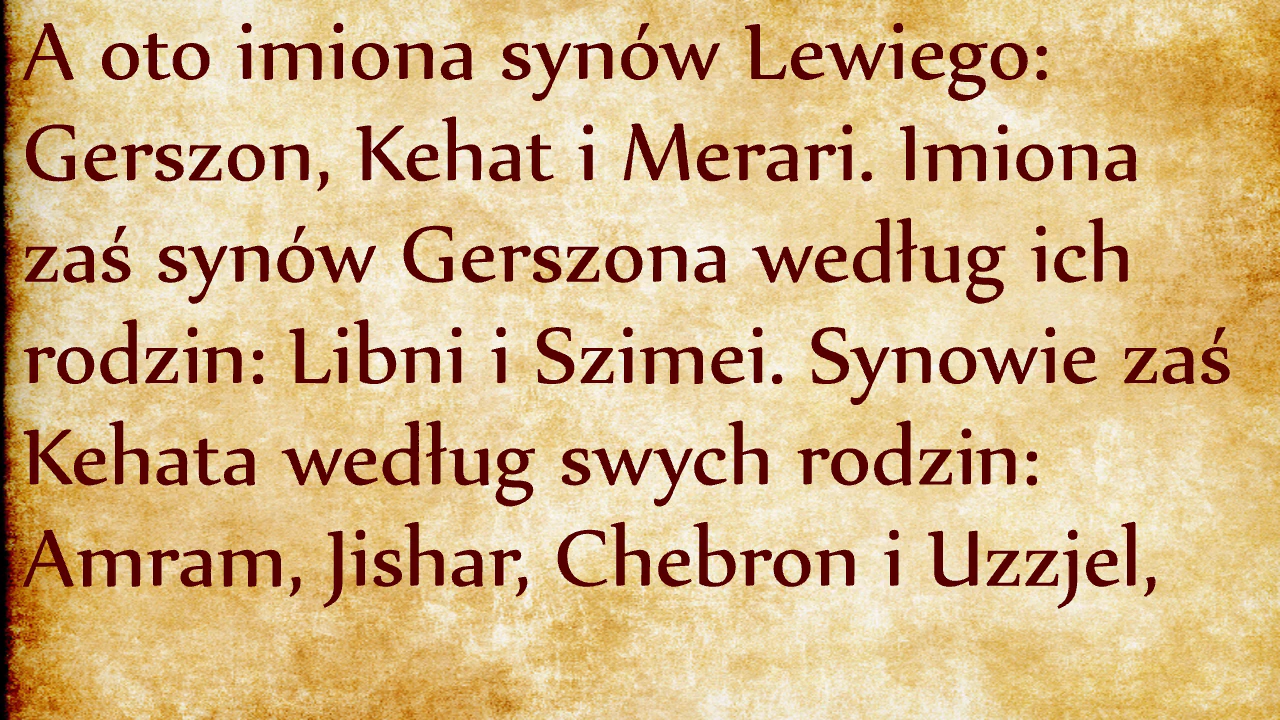 A oto imiona synów Lewiego:
Gerszon, Kehat i Merari. Imiona
zaś synów Gerszona według ich
rodzin: Libni i Szimei. Synowie zaś
Kehata według swych rodzin:
Amram, Jishar, Chebron i Uzzjel,